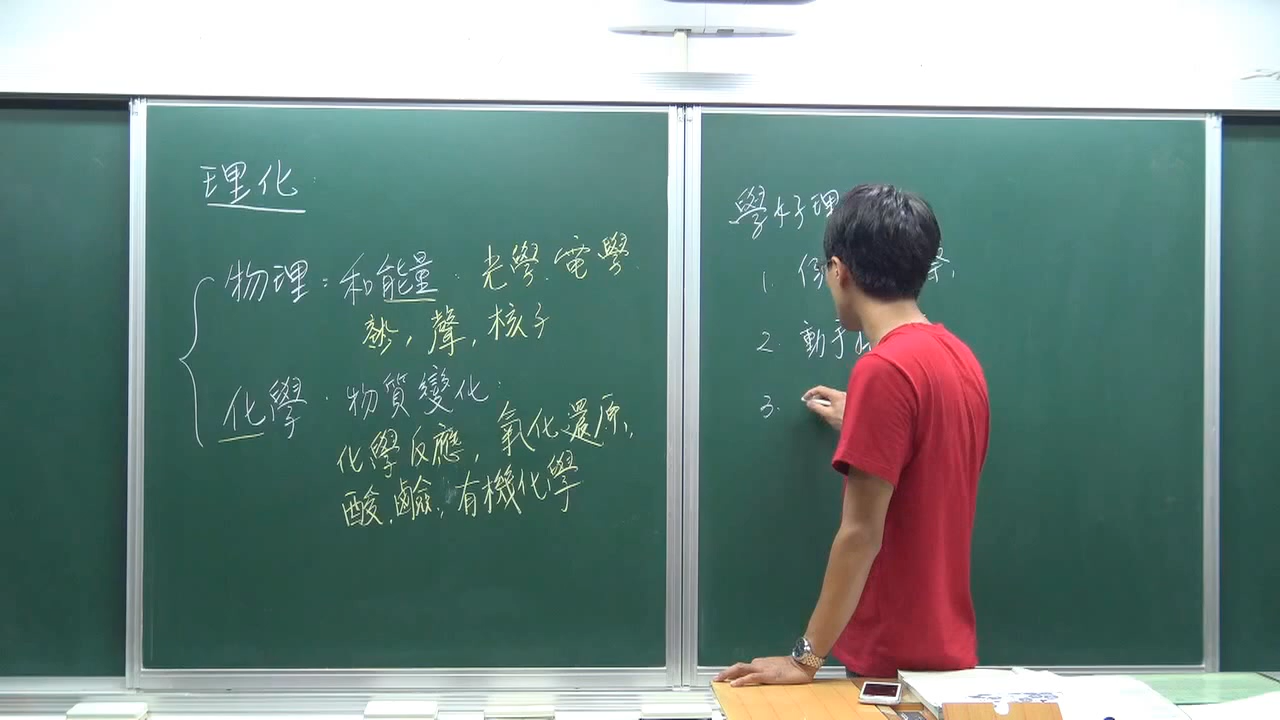 理化
物理：和能量．光學．電學
熱，聲，核子
化學．物質變化．
化學反應，氧化還原，
酸．鹼，有機化學
學好理
1.
2. 動手
3.